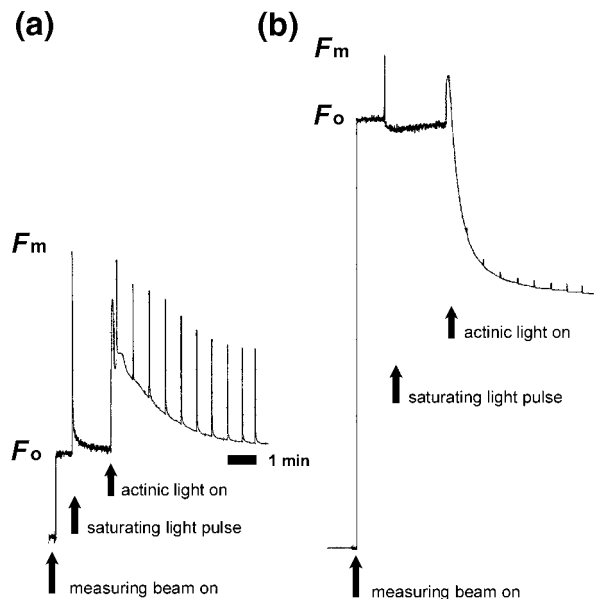 (a)
Fm
Fo
1 min
actinic light on
saturating light pulse
measuring beam on
(b)
Fm
Fo
actinic light on
saturating light pulse
measuring beam on